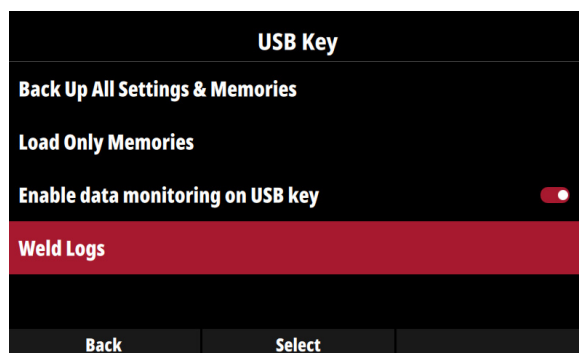 USB Key
Back Up All Settings & Memories
Load Only Memories
Enable data monitoring on USB key
Weld Logs
Back
Select